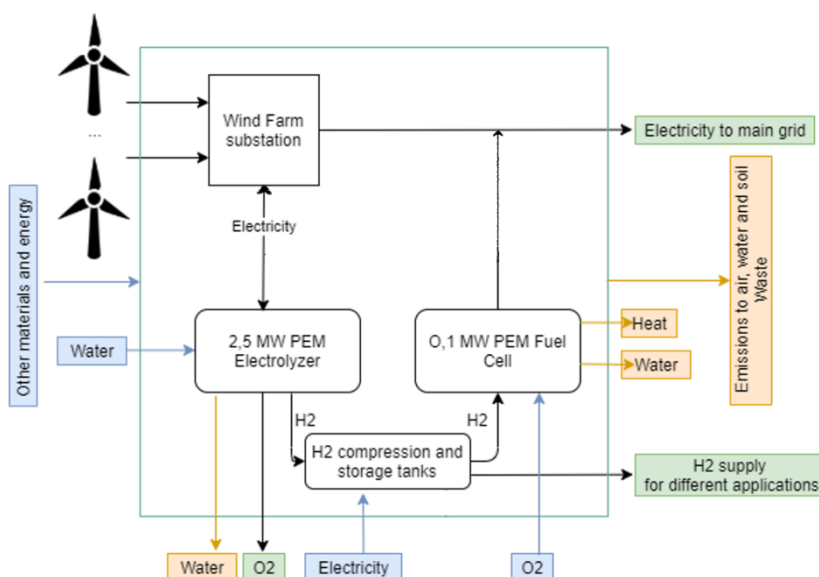 Wind Farm
substation
...
Electricity to main grid
Electricity
Other materials and energy
Emissions to air, water and soil
Waste
Water
2,5 MW PEM
Electrolyzer
O,1 MW PEM Fuel
Cell
Heat
Water
H2
H2
H2 compression and
storage tanks
H2 supply
for different applications
Water
O2
Electricity
O2